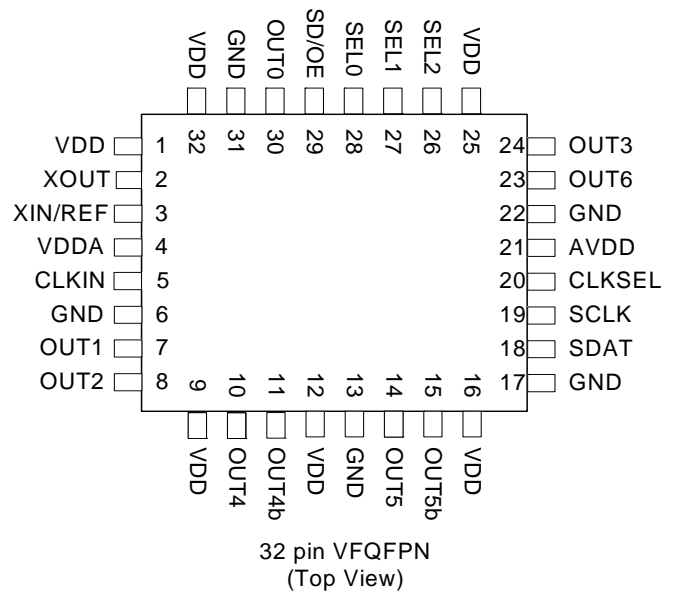 VDD
GND
OUT0
SD/OE
SEL0
SEL1
SEL2
VDD
32
31
30
29
28
27
26
25
VDD 1
XOUT 2
XIN/REF 3
VDDA 4
CLKIN 5
GND 6
OUT1 7
OUT2 8
24 OUT3
23 OUT6
22 GND
21 AVDD
20 CLKSEL
19 SCLK
18 SDAT
17 GND
9
10
11
12
13
14
15
16
VDD
OUT4
OUT4b
VDD
GND
OUT5
OUT5b
VDD
32 pin VFQFPN
(Top View)